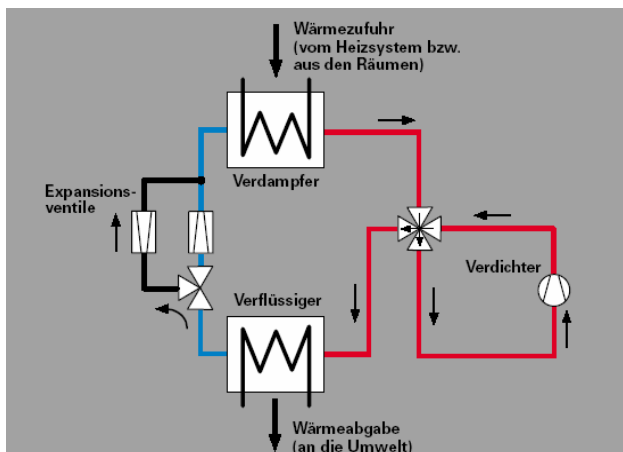 Wärmezufuhr
(vom Heizsystem bzw.
aus den Räumen)
Verdampfer
Expansions-
ventile
Verdichter
Verflüssiger
Wärmeabgabe
(an die Umwelt)